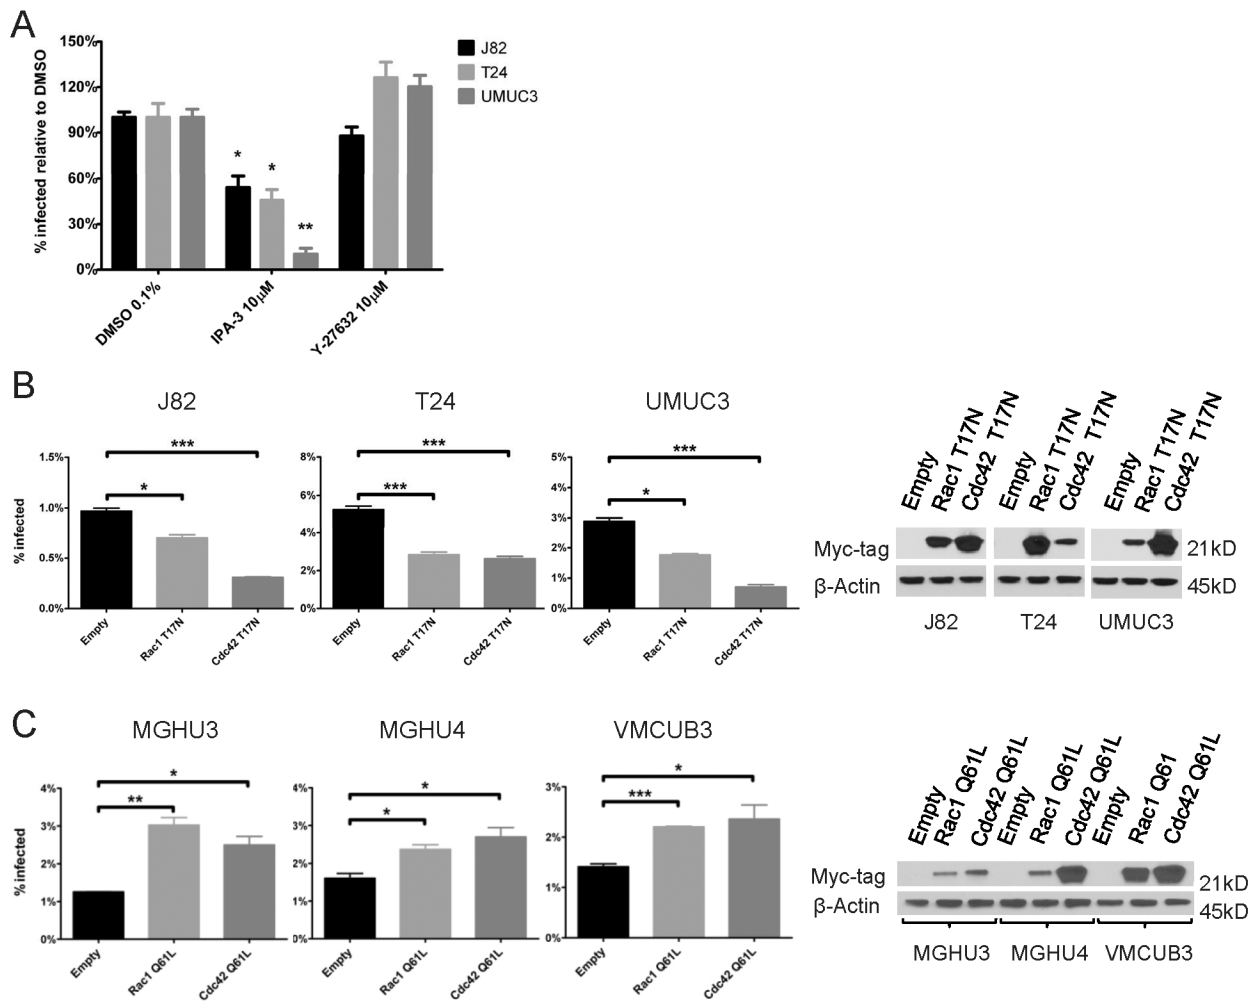 A
150%
120%
90%
60%
30%
0%
% infected relative to DMSO
* * **
J82
T24
UMUC3
DMSO 0.1%
IPA-3 10μM
Y-27632 10μM
B
J82
1.5%
1.0%
0.5%
0.0%
% infected
***
*
Empty
Rac1 T17N
Cdc42 T17N
T24
8%
6%
4%
2%
0%
***
***
Empty
Rac1 T17N
Cdc42 T17N
UMUC3
5%
4%
3%
2%
1%
0%
***
*
Empty
Rac1 T17N
Cdc42 T17N
Empty
Rac1 T17N
Cdc42 T17N
Empty
Rac1 T17N
Cdc42 T17N
Empty
Rac1 T17N
Cdc42 T17N
Myc-tag 21kD
β-Actin 45kD
J82 T24 UMUC3
C
MGHU3
4%
3%
2%
1%
0%
% infected
*
**
Empty
Rac1 Q61L
Cdc42 Q61L
MGHU4
4%
3%
2%
1%
0%
*
*
Empty
Rac1 Q61L
Cdc42 Q61L
VMCUB3
3%
2%
1%
0%
*
***
Empty
Rac1 Q61L
Cdc42 Q61L
Empty
Rac1 Q61L
Cdc42 Q61L
Empty
Rac1 Q61L
Cdc42 Q61L
Empty
Rac1 Q61
Cdc42 Q61L
Myc-tag 21kD
β-Actin 45kD
MGHU3 MGHU4 VMCUB3